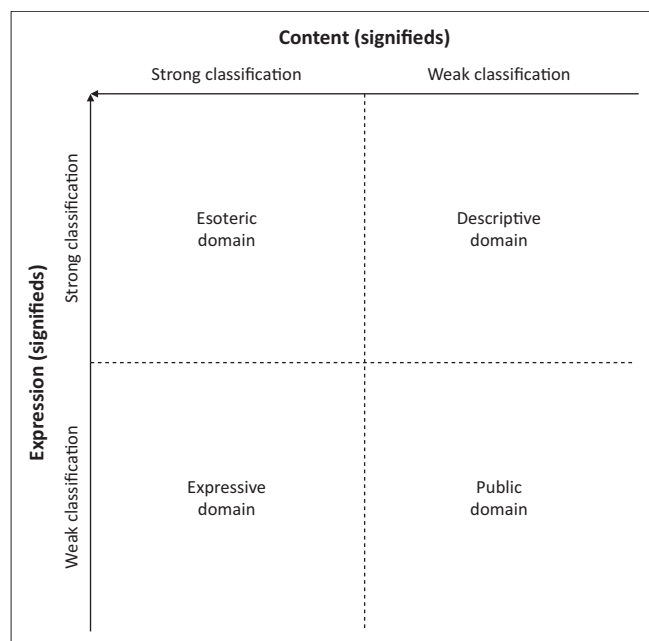 Content (signifieds)
Strong classification
Weak classification
Expression (signifieds)
Strong classification
Weak classification
Esoteric
domain
Descriptive
domain
Expressive
domain
Public
domain